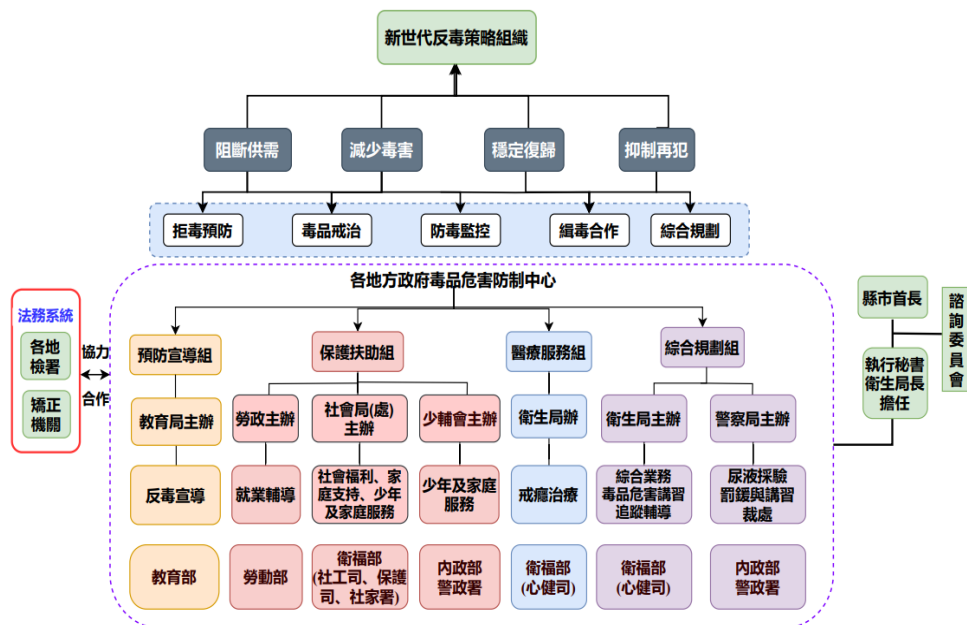 新世代反毒策略組織
阻斷供需
減少毒害
穩定復歸
抑制再犯
拒毒預防
毒品戒治
防毒監控
緝毒合作
綜合規劃
各地方政府毒品危害防制中心
法務系統
各地
檢署
矯正
機關
協力
合作
預防宣導組
保護扶助組
醫療服務組
綜合規劃組
教育局主辦
勞政主辦
社會局(處)
主辦
少輔會主辦
衛生局辦
衛生局主辦
警察局主辦
反毒宣導
就業輔導
社會福利、家
庭支持、少年
及家庭服務
少年及家庭
服務
戒癮治療
綜合業務
毒品危害講習
追蹤輔導
尿液採驗
罰鍰與講習
裁處
教育部
勞動部
衛福部
(社工司、保護
司、社家署)
內政部
警政署
衛福部
(心健司)
衛福部
(心健司)
內政部
警政署
縣市首長
諮詢委員會
執行秘書
衛生局長
擔任